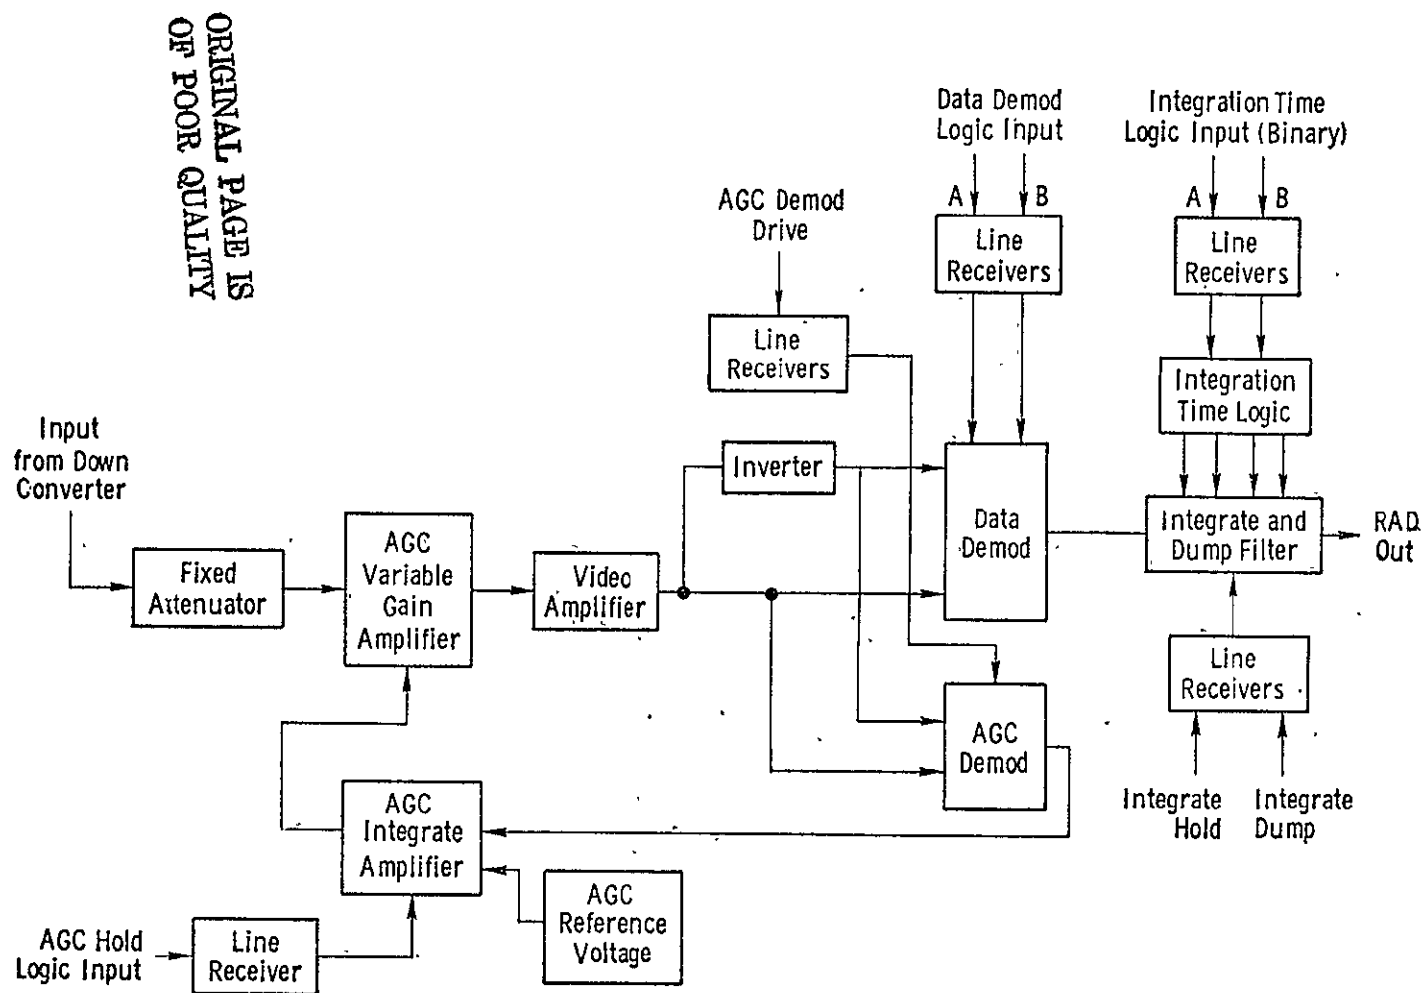 ORIGINAL PAGE IS
OF POOR QUALITY
Data Demod
Logic Input
A
B
Integration Time
Logic Input (Binary)
A
B
AGC Demod
Drive
Line
Receivers
Line
Receivers
Line
Receivers
Integration
Time Logic
Input
from Down
Converter
Inverter
Data
Demod
Integrate and
Dump Filter
RAD
Out
Fixed
Attenuator
AGC
Variable
Gain
Amplifier
Video
Amplifier
Line
Receivers
AGC
Demod
Integrate
Hold
Integrate
Dump
AGC
Integrate
Amplifier
AGC
Reference
Voltage
AGC Hold
Logic Input
Line
Receiver